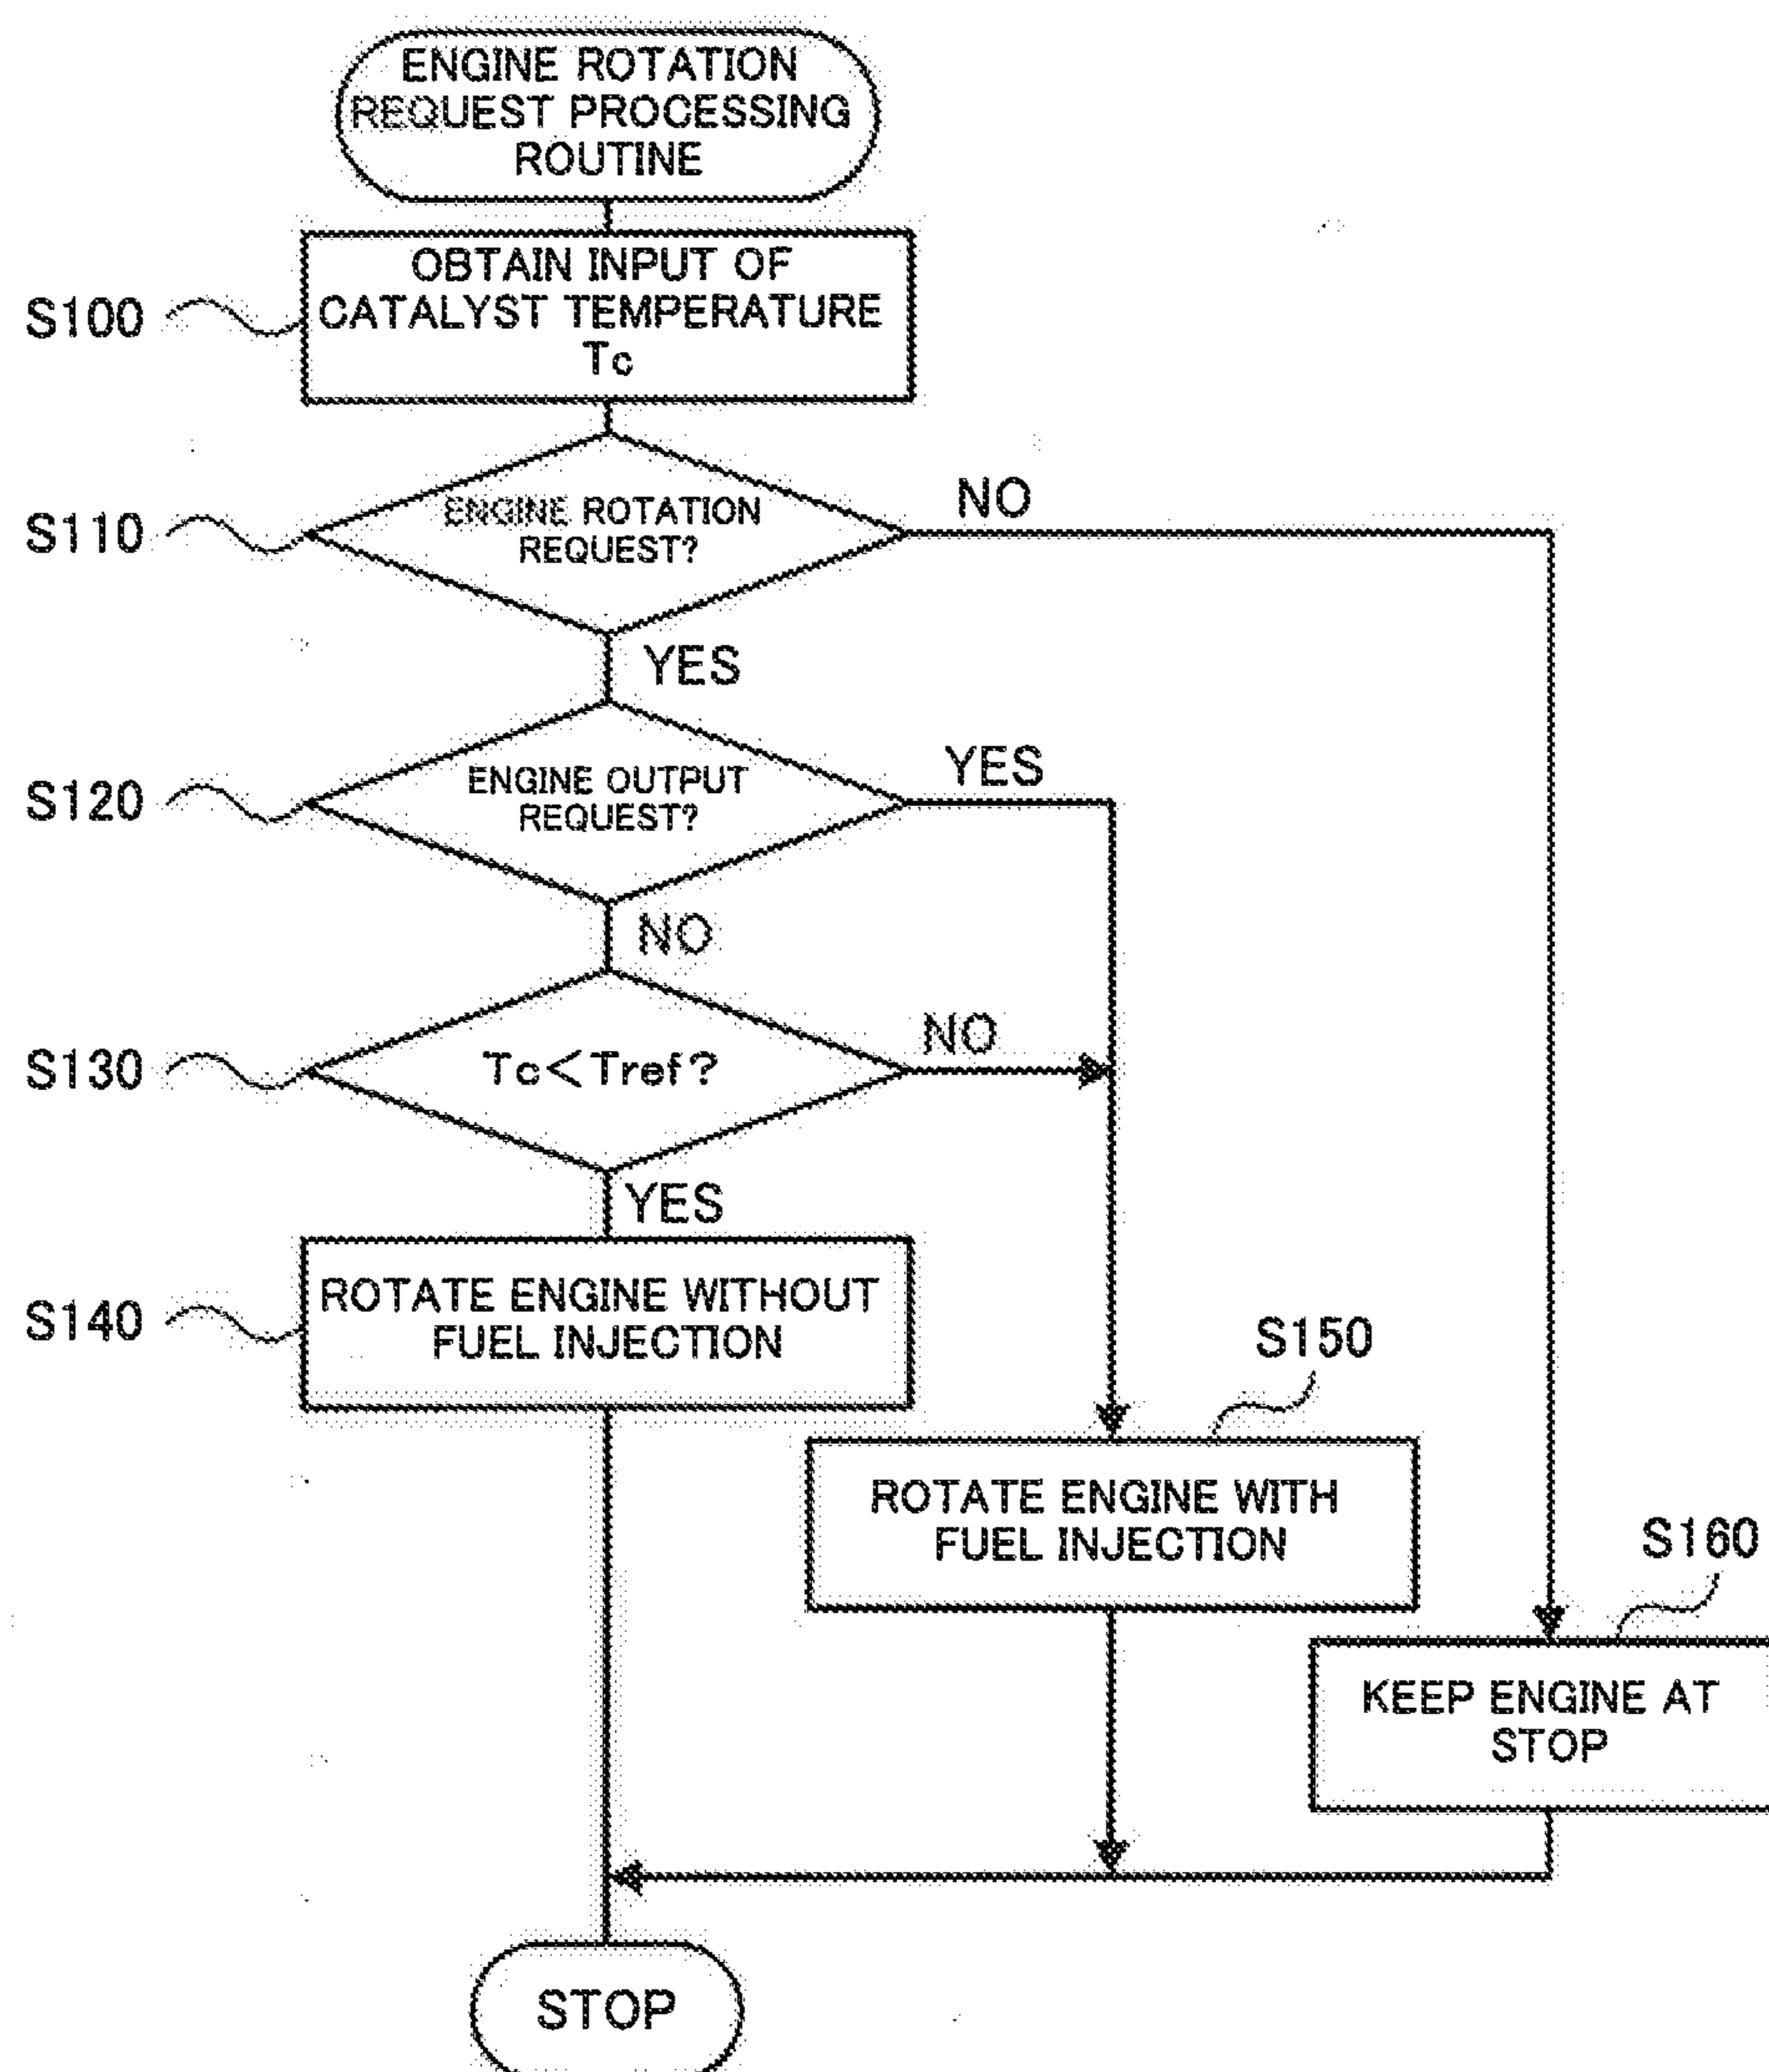 ENGINE ROTATION
REQUEST PROCESSING
ROUTINE
S100
OBTAIN INPUT OF
CATALYST TEMPERATURE
Tc
S110
ENGINE ROTATION
REQUEST?
NO
YES
S120
ENGINE OUTPUT
REQUEST?
YES
NO
S130
Tc<Tref?
NO
YES
S140
ROTATE ENGINE WITHOUT
FUEL INJECTION
S150
ROTATE ENGINE WITH
FUEL INJECTION
S160
KEEP ENGINE AT
STOP
STOP